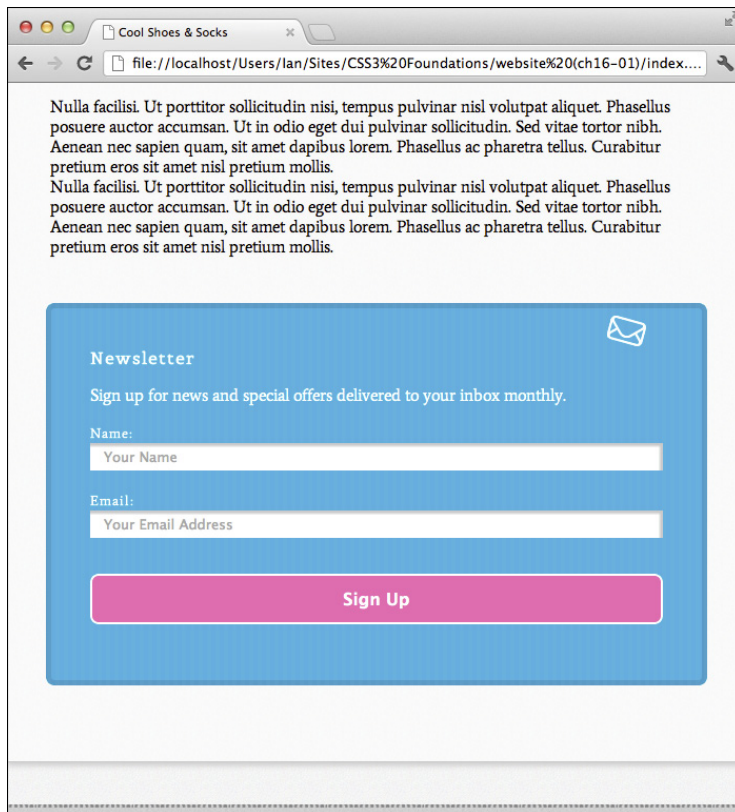 Cool Shoes & Socks
file://localhost/Users/Ian/Sites/CSS3%20Foundations/website%20(ch16-01)/index....
Nulla facilisi. Ut porttitor sollicitudin nisi, tempus pulvinar nisl volutpat aliquet. Phasellus
posuere auctor accumsan. Ut in odio eget dui pulvinar sollicitudin. Sed vitae tortor nibh.
Aenean nec sapien quam, sit amet dapibus lorem. Phasellus ac pharetra tellus. Curabitur
pretium eros sit amet nisl pretium mollis.
Nulla facilisi. Ut porttitor sollicitudin nisi, tempus pulvinar nisl volutpat aliquet. Phasellus
posuere auctor accumsan. Ut in odio eget dui pulvinar sollicitudin. Sed vitae tortor nibh.
Aenean nec sapien quam, sit amet dapibus lorem. Phasellus ac pharetra tellus. Curabitur
pretium eros sit amet nisl pretium mollis.
Newsletter
Sign up for news and special offers delivered to your inbox monthly.
Name:
Your Name
Email:
Your Email Address
Sign Up